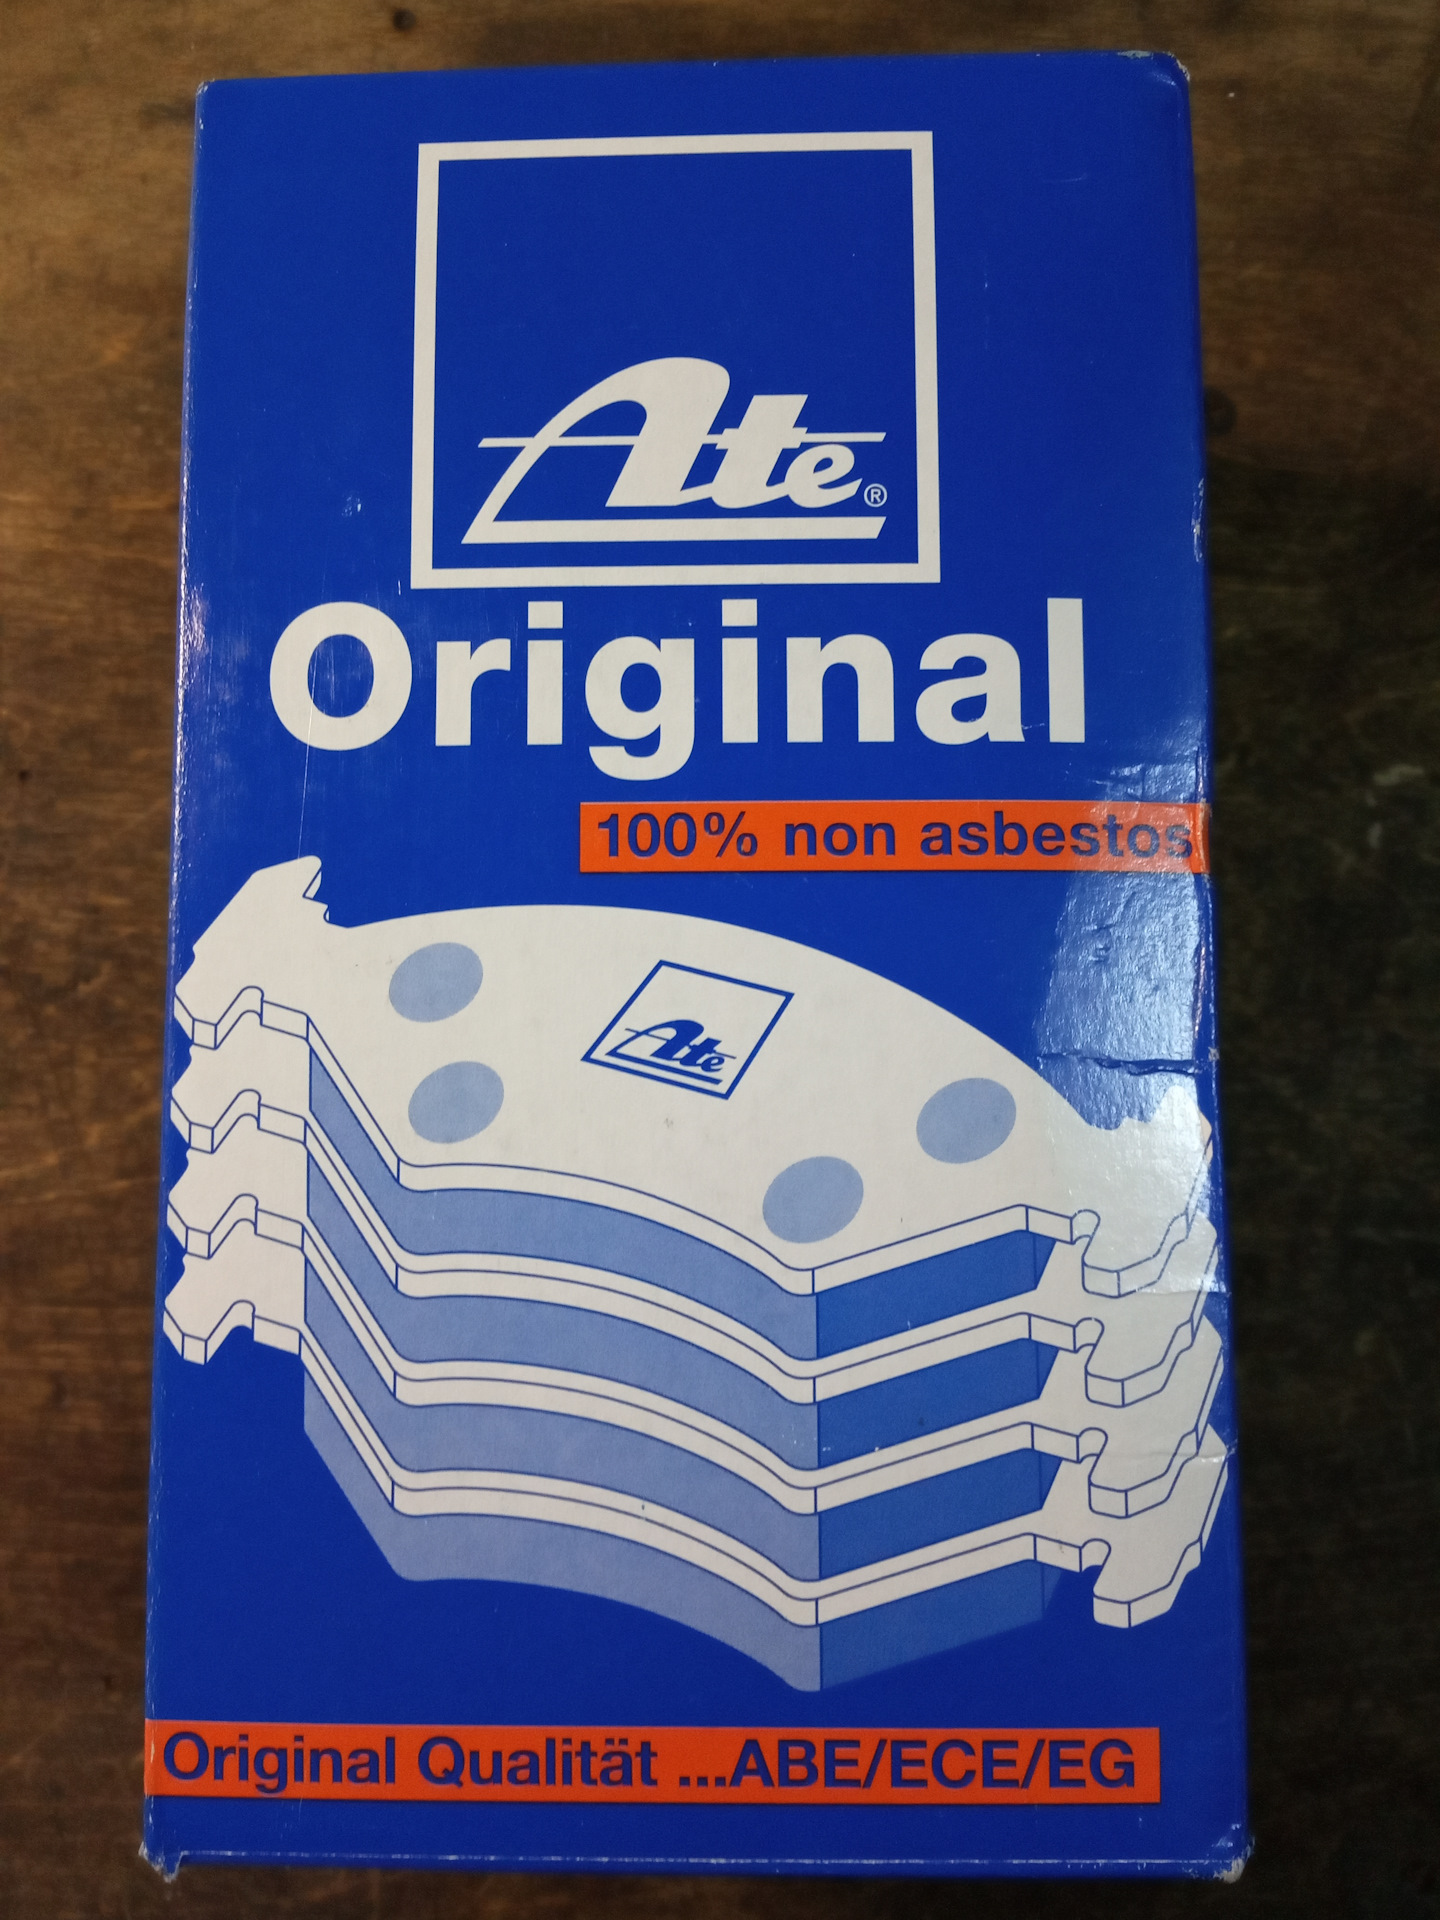 Ate®
Original
100% non asbestos
Ate
Original Qualität ...ABE/ECE/EG